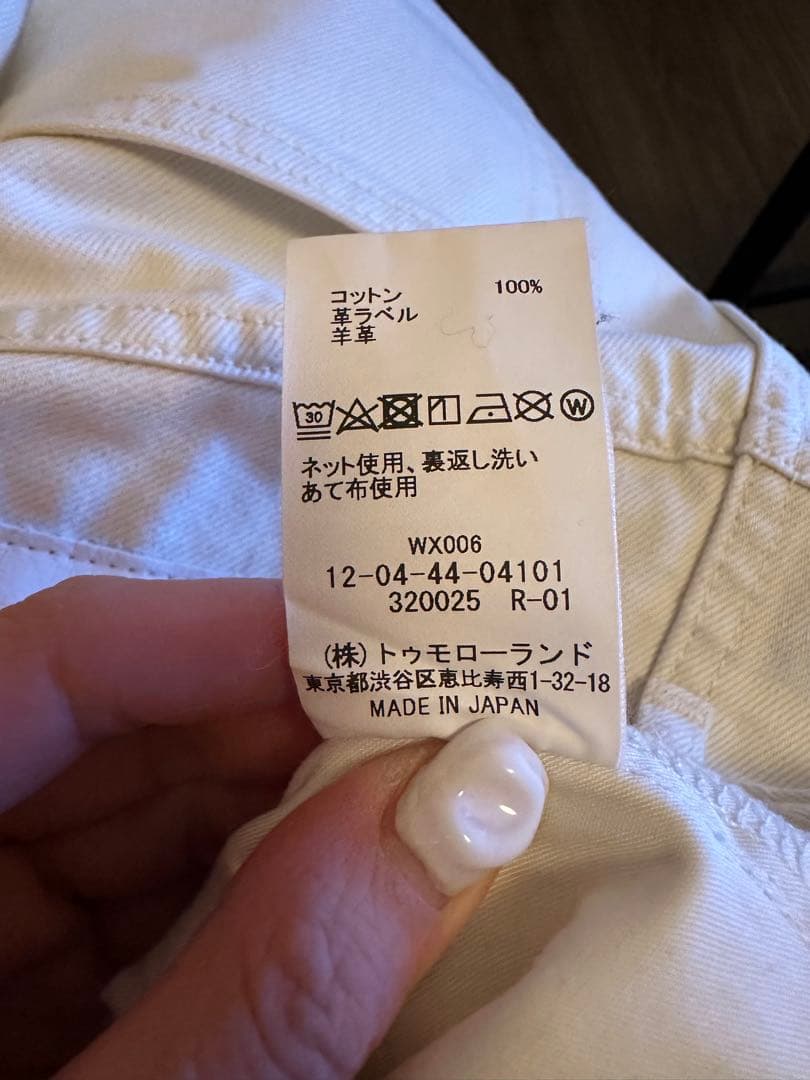 コットン 100%
革ラベル
羊革
30
W
ネット使用、裏返し洗い
あて布使用
WX006
12-04-44-04101
320025 R-01
(株)トゥモローランド
東京都渋谷区恵比寿西1-32-18
MADE IN JAPAN